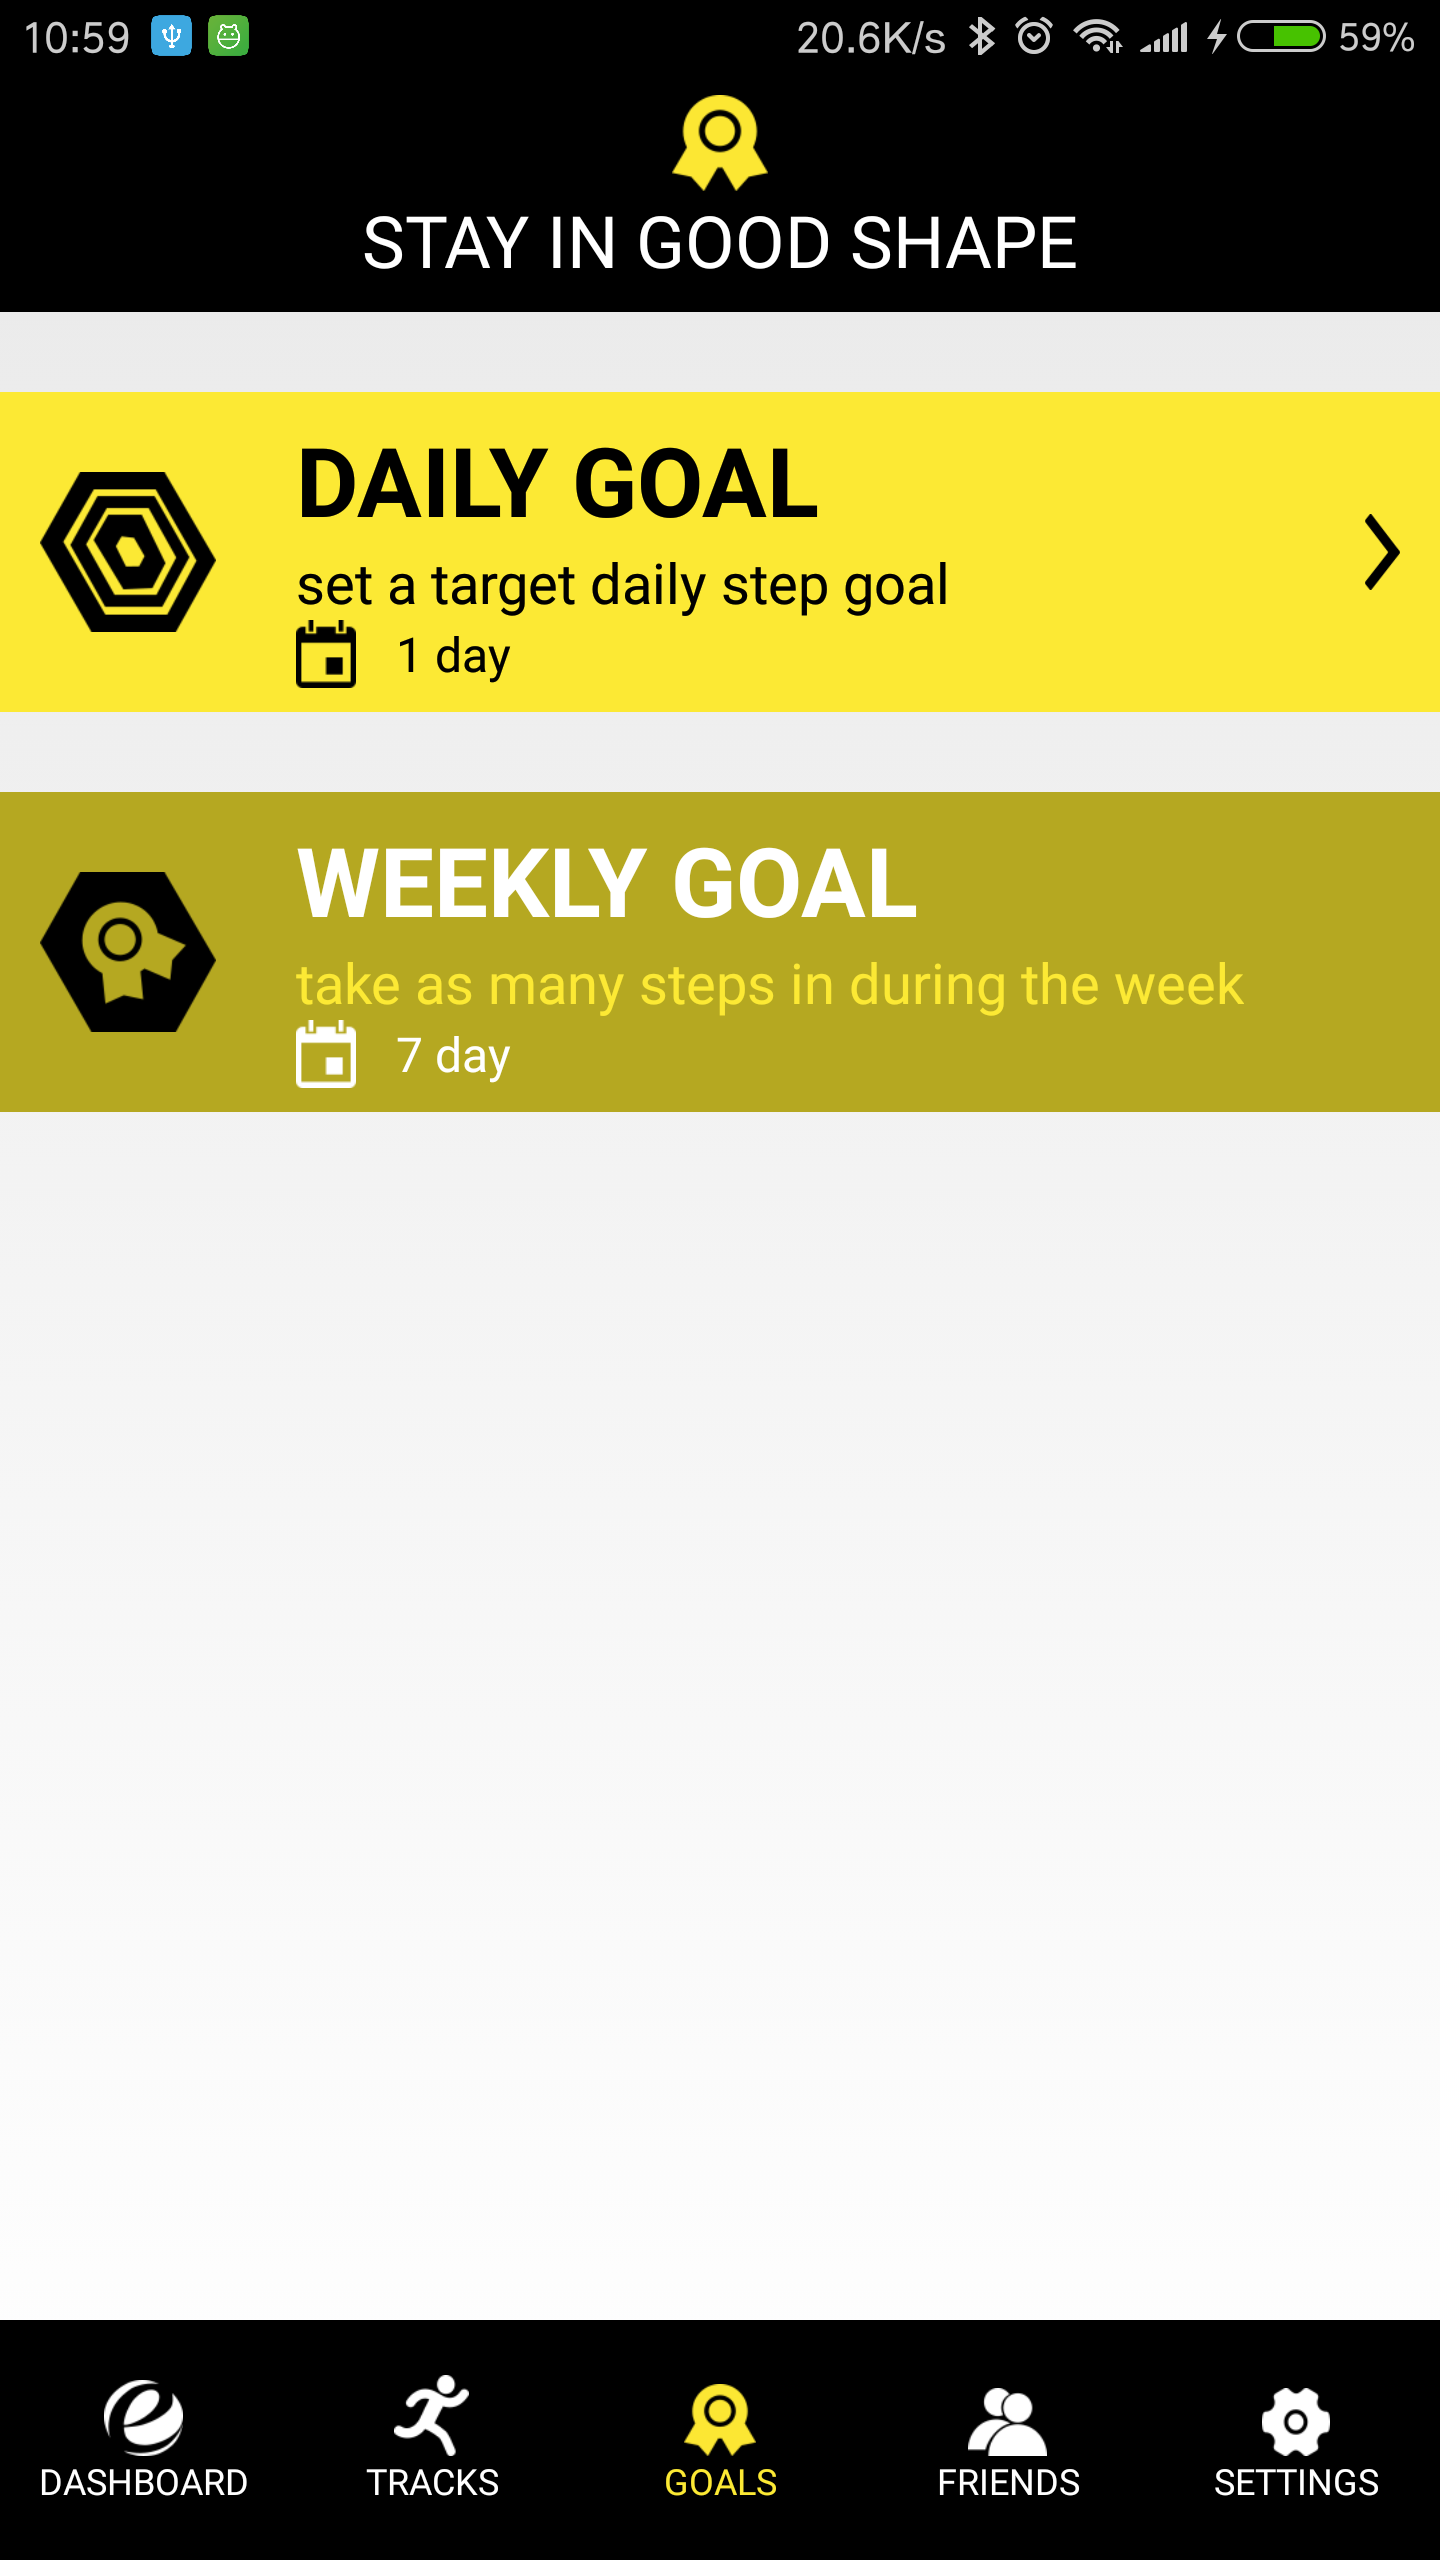 10:59 20.6K/s 59%
STAY IN GOOD SHAPE
DAILY GOAL
set a target daily step goal
1 day
WEEKLY GOAL
take as many steps in during the week
7 day
DASHBOARD TRACKS GOALS FRIENDS SETTINGS